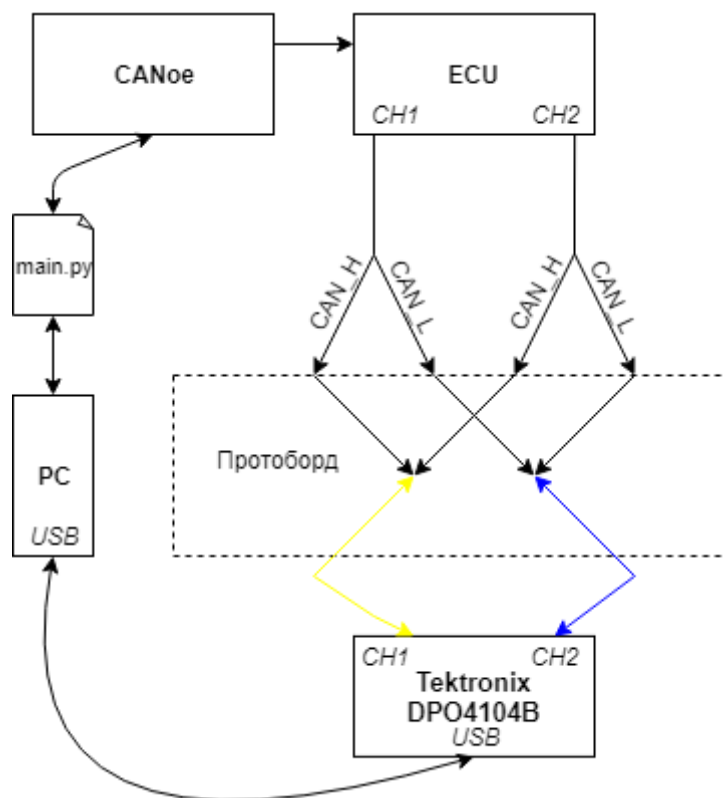 CANoe
ECU
CH1
CH2
main.py
CAN_H
CAN_L
CAN_H
CAN_L
Протоборд
PC
USB
CH1
CH2
Tektronix
DPO4104B
USB